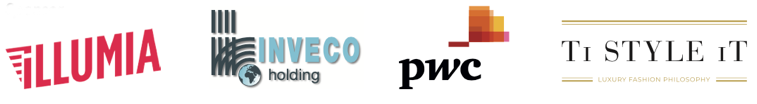 iLLUMIA
INVECO
holding
pwc
Ti STYLE iT
LUXURY FASHION PHILOSOPHY